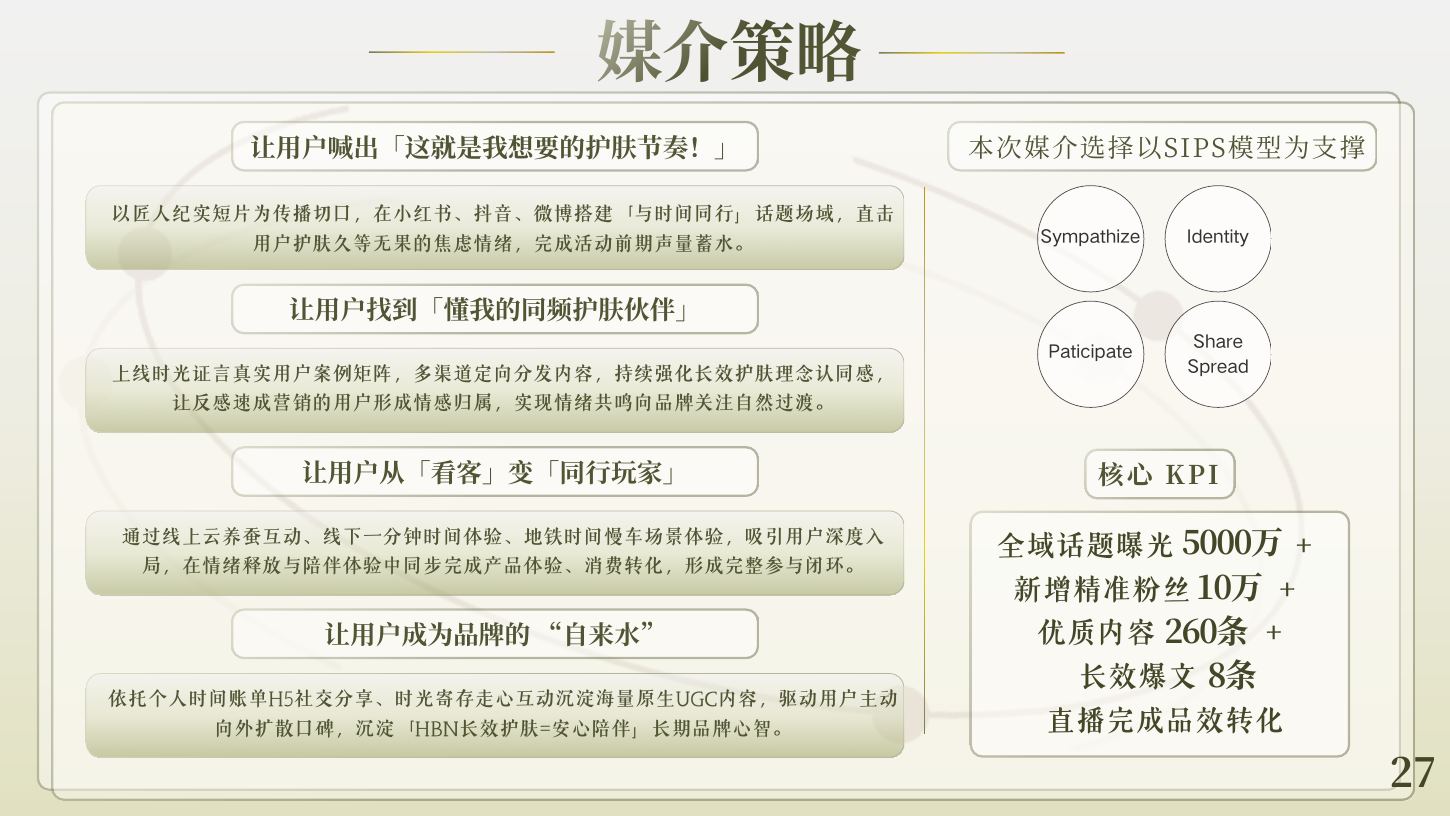 媒介策略
让用户喊出「这就是我想要的护肤节奏！」
以匠人纪实短片为传播切口，在小红书、抖音、微博搭建「与时间同行」话题场域，直击
用户护肤久等无果的焦虑情绪，完成活动前期声量蓄水。
让用户找到「懂我的同频护肤伙伴」
上线时光证言真实用户案例矩阵，多渠道定向分发内容，持续强化长效护肤理念认同感，
让反感速成营销的用户形成情感归属，实现情绪共鸣向品牌关注自然过渡。
让用户从「看客」变「同行玩家」
通过线上云养蚕互动、线下一分钟时间体验、地铁时间慢车场景体验，吸引用户深度入
局，在情绪释放与陪伴体验中同步完成产品体验、消费转化，形成完整参与闭环。
让用户成为品牌的 “自来水”
依托个人时间账单H5社交分享、时光寄存走心互动沉淀海量原生UGC内容，驱动用户主动
向外扩散口碑，沉淀「HBN长效护肤=安心陪伴」长期品牌心智。
本次媒介选择以SIPS模型为支撑
Sympathize
Identity
Paticipate
Share
Spread
核心 KPI
全域话题曝光 5000万 +
新增精准粉丝 10万 +
优质内容 260条 +
长效爆文 8条
直播完成品效转化
27